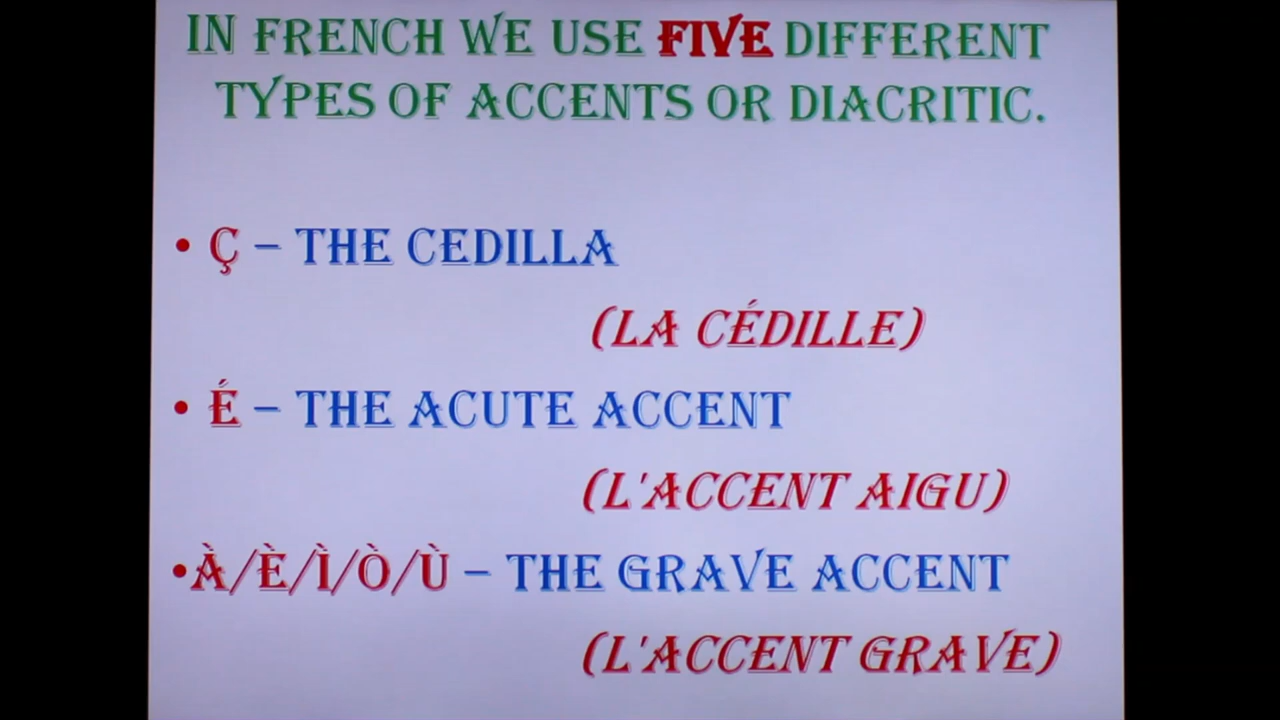 IN FRENCH WE USE FIVE DIFFERENT
TYPES OF ACCENTS OR DIACRITIC.
• Ç – THE CEDILLA
(LA CÉDILLE)
• É – THE ACUTE ACCENT
(L'ACCENT AIGU)
•À/È/Ì/Ò/Ù – THE GRAVE ACCENT
(L'ACCENT GRAVE)